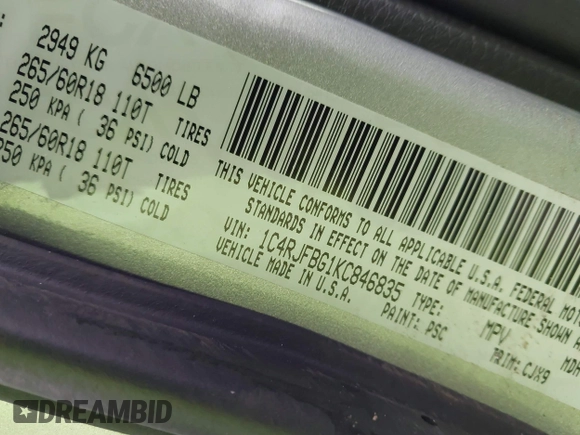 2949 KG 6500 LB
265/60R18 110T TIRES
250 KPA ( 36 PSI) COLD
265/60R18 110T TIRES
250 KPA ( 36 PSI) COLD
THIS VEHICLE CONFORMS TO ALL APPLICABLE U.S.A. FEDERAL MOTO
STANDARDS IN EFFECT ON THE DATE OF MANUFACTURE SHOWN A
VIN: 1C4RJFBG1KC846835 TYPE: MPV MDH
VEHICLE MADE IN U.S.A. PAINT: PSC TRIM: CJX9
DREAMBID